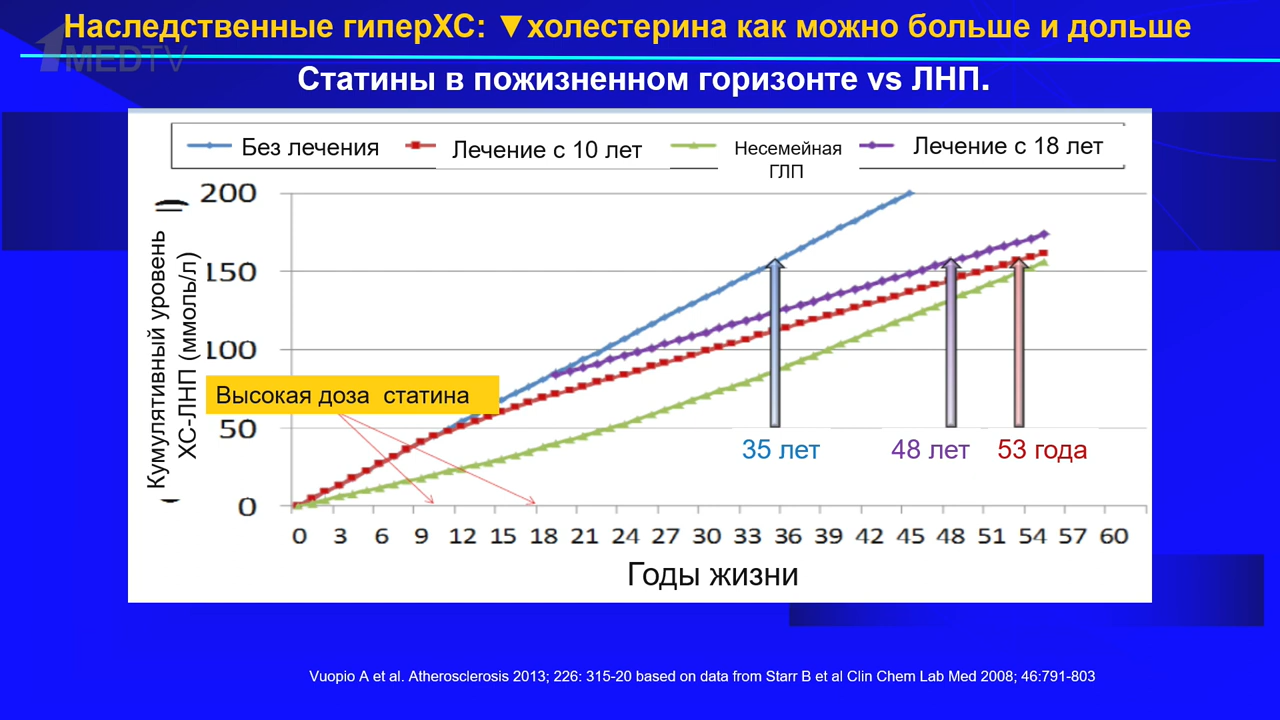 Наследственные гиперХС: ▼холестерина как можно больше и дольше
1MEDTV
Статины в пожизненном горизонте vs ЛНП.
Без лечения
Лечение с 10 лет
Несемейная
ГЛП
Лечение с 18 лет
Кумулятивный уровень
ХС-ЛНП (ммоль/л)
200
150
100
50
0
Высокая доза статина
35 лет
48 лет
53 года
0 3 6 9 12 15 18 21 24 27 30 33 36 39 42 45 48 51 54 57 60
Годы жизни
Vuopio A et al. Atherosclerosis 2013; 226: 315-20 based on data from Starr B et al Clin Chem Lab Med 2008; 46:791-803